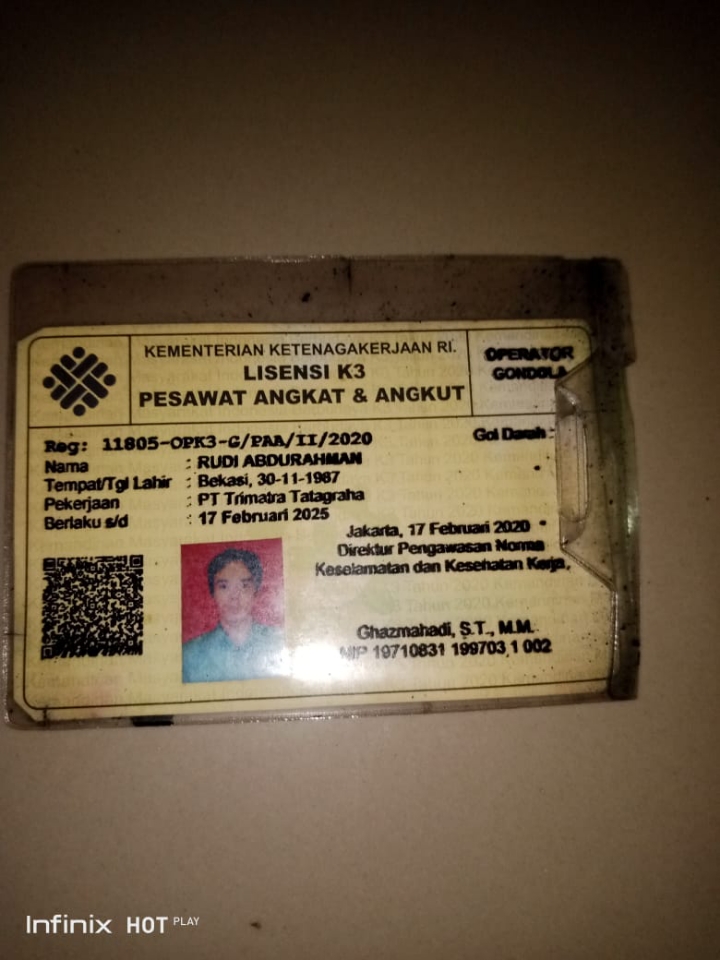 KEMENTERIAN KETENAGAKERJAAN RI.
LISENSI K3
PESAWAT ANGKAT & ANGKUT
OPERATOR
GONDOLA
Reg: 11805-OPK3-G/PAA/II/2020
Gol Darah :
Nama : RUDI ABDURAHMAN
Tempat/Tgl Lahir : Bekasi, 30-11-1987
Pekerjaan : PT Trimatra Tatagraha
Berlaku s/d : 17 Februari 2025
Jakarta, 17 Februari 2020
Direktur Pengawasan Norma
Keselamatan dan Kesehatan Kerja,
Ghazmahadi, S.T., M.M.
NIP 19710831 199703 1 002
Infinix HOT PLAY